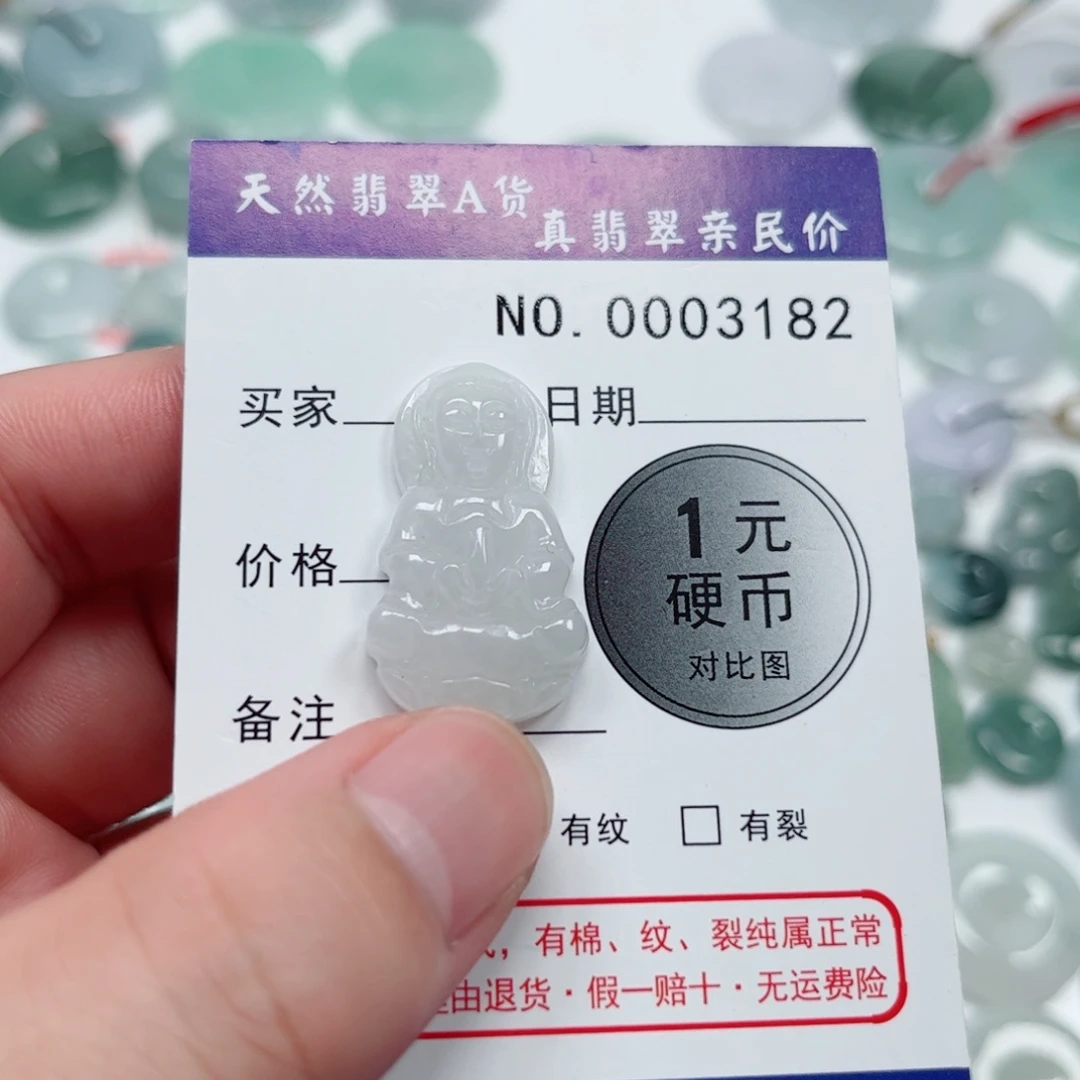 天然翡翠A货
真翡翠亲民价
NO. 0003182
买家 日期
价格
1元
硬币
对比图
备注
有纹 □ 有裂
，有棉、纹、裂纯属正常
由退货·假一赔十·无运费险